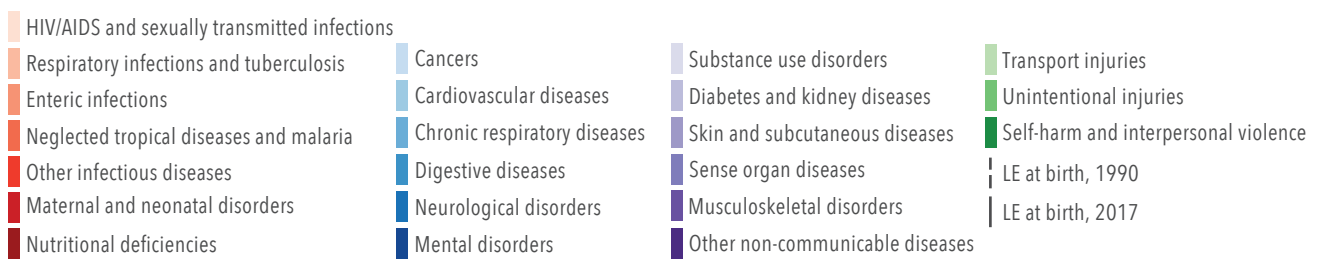 HIV/AIDS and sexually transmitted infections
Respiratory infections and tuberculosis
Enteric infections
Neglected tropical diseases and malaria
Other infectious diseases
Maternal and neonatal disorders
Nutritional deficiencies
Cancers
Cardiovascular diseases
Chronic respiratory diseases
Digestive diseases
Neurological disorders
Mental disorders
Substance use disorders
Diabetes and kidney diseases
Skin and subcutaneous diseases
Sense organ diseases
Musculoskeletal disorders
Other non-communicable diseases
Transport injuries
Unintentional injuries
Self-harm and interpersonal violence
LE at birth, 1990
LE at birth, 2017